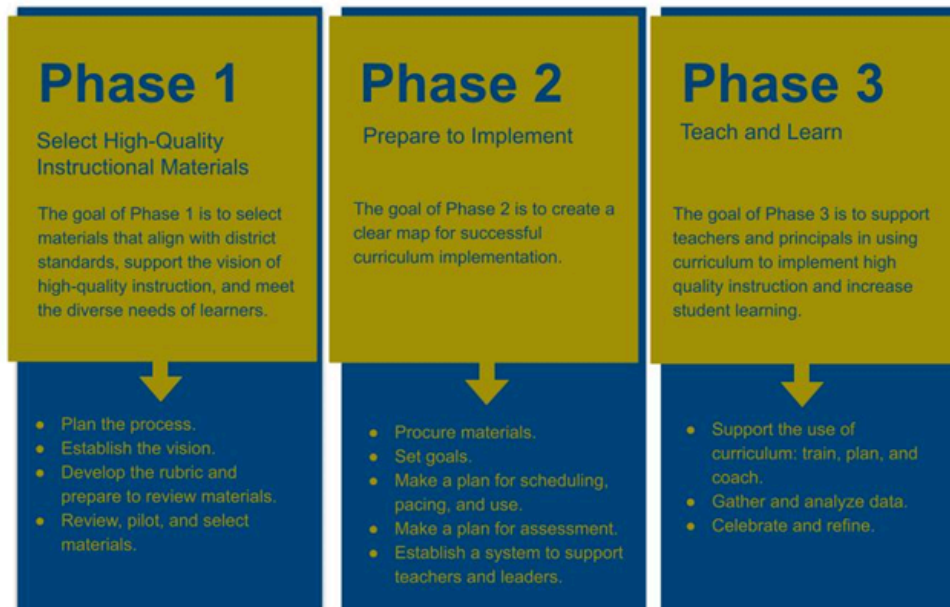 Phase 1
Select High-Quality
Instructional Materials
The goal of Phase 1 is to select
materials that align with district
standards, support the vision of
high-quality instruction, and meet
the diverse needs of learners.
● Plan the process.
● Establish the vision.
● Develop the rubric and
prepare to review materials.
● Review, pilot, and select
materials.
Phase 2
Prepare to Implement
The goal of Phase 2 is to create a
clear map for successful
curriculum implementation.
● Procure materials.
● Set goals.
● Make a plan for scheduling,
pacing, and use.
● Make a plan for assessment.
● Establish a system to support
teachers and leaders.
Phase 3
Teach and Learn
The goal of Phase 3 is to support
teachers and principals in using
curriculum to implement high
quality instruction and increase
student learning.
● Support the use of
curriculum: train, plan, and
coach.
● Gather and analyze data.
● Celebrate and refine.